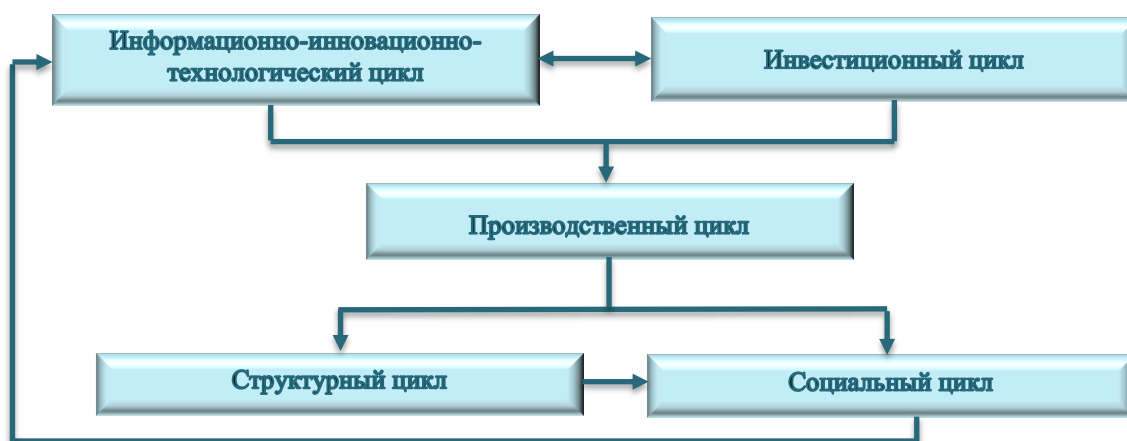 Информационно-инновационно-
технологический цикл
Инвестиционный цикл
Производственный цикл
Структурный цикл
Социальный цикл